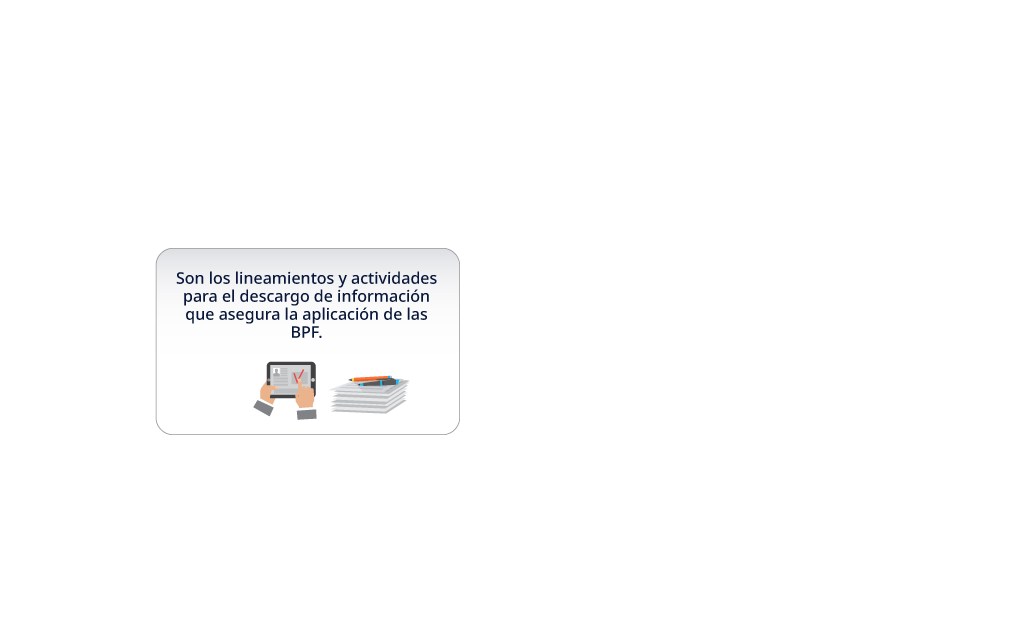 Son los lineamientos y actividades
para el descargo de información
que asegura la aplicación de las
BPF.